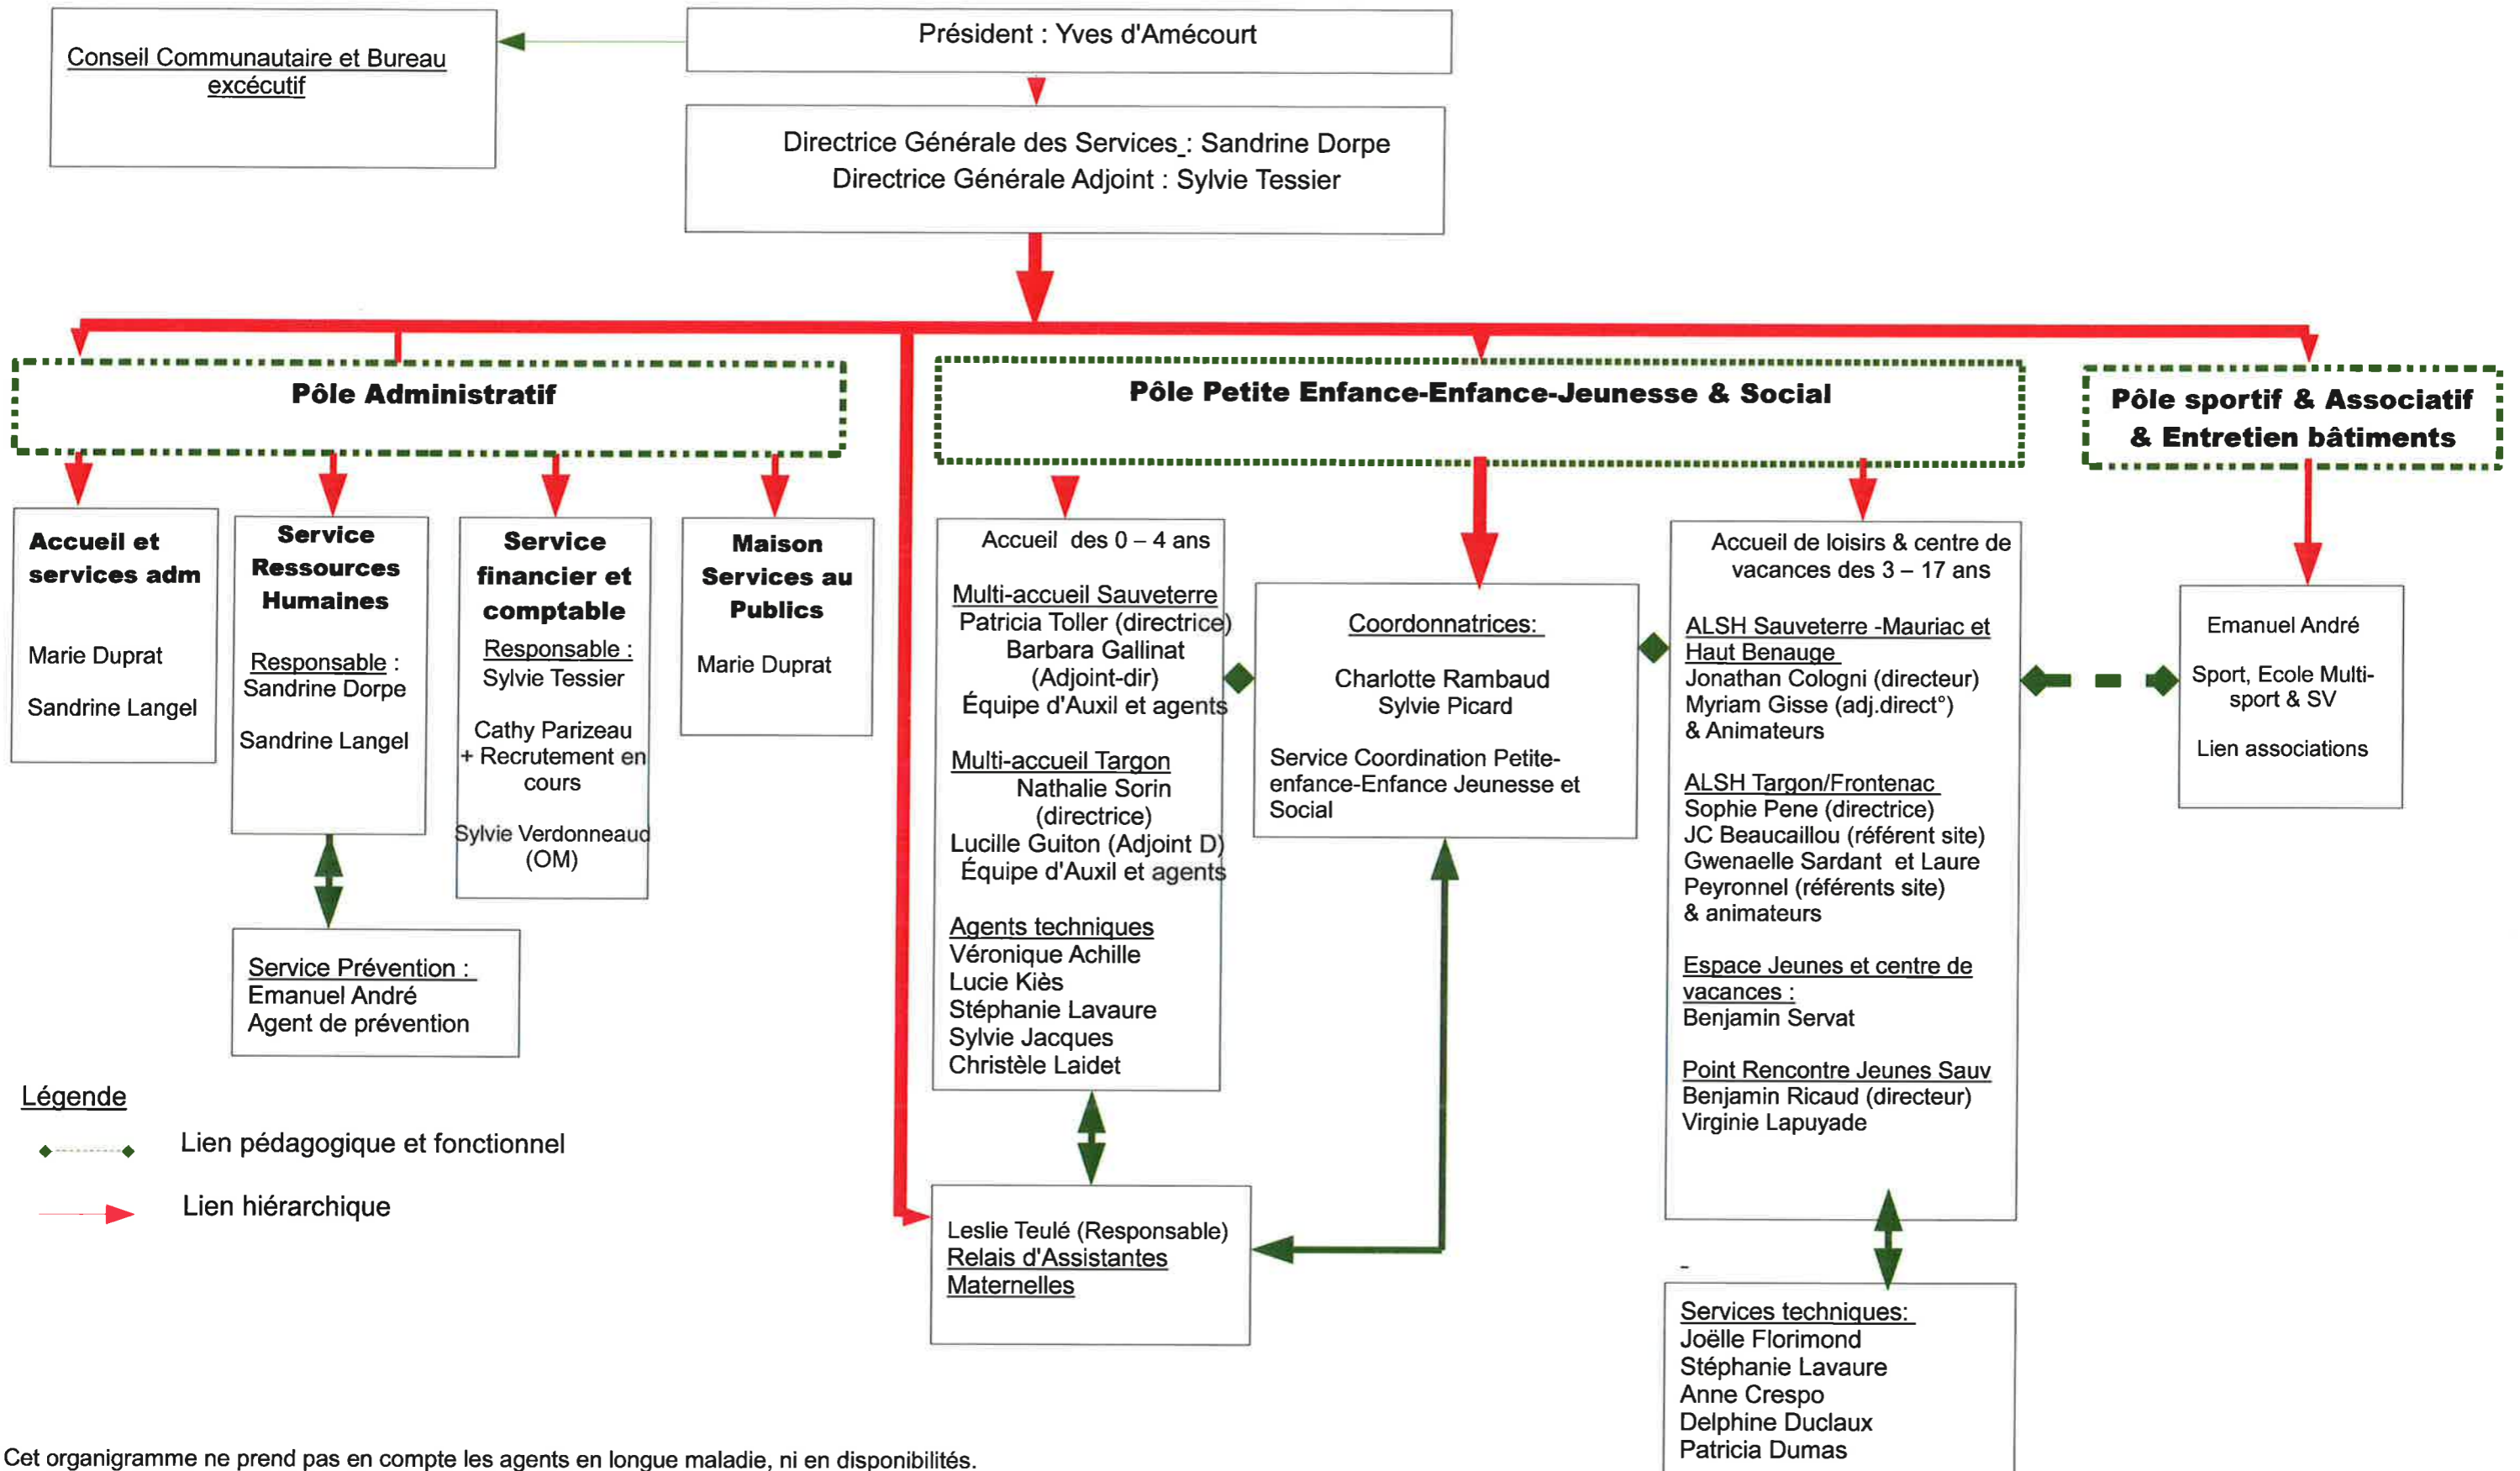 Conseil Communautaire et Bureau
excécutif
Président : Yves d'Amécourt
Directrice Générale des Services : Sandrine Dorpe
Directrice Générale Adjoint : Sylvie Tessier
Pôle Administratif
Pôle Petite Enfance-Enfance-Jeunesse & Social
Pôle sportif & Associatif
& Entretien bâtiments
Accueil et
services adm
Marie Duprat
Sandrine Langel
Service
Ressources
Humaines
Responsable :
Sandrine Dorpe
Sandrine Langel
Service
financier et
comptable
Responsable :
Sylvie Tessier
Cathy Parizeau
+ Recrutement en
cours
Sylvie Verdonneaud
(OM)
Maison
Services au
Publics
Marie Duprat
Service Prévention :
Emanuel André
Agent de prévention
Accueil des 0 – 4 ans
Multi-accueil Sauveterre
Patricia Toller (directrice)
Barbara Gallinat
(Adjoint-dir)
Équipe d'Auxil et agents
Multi-accueil Targon
Nathalie Sorin
(directrice)
Lucille Guiton (Adjoint D)
Équipe d'Auxil et agents
Agents techniques
Véronique Achille
Lucie Kiès
Stéphanie Lavaure
Sylvie Jacques
Christèle Laidet
Leslie Teulé (Responsable)
Relais d'Assistantes
Maternelles
Coordonnatrices:
Charlotte Rambaud
Sylvie Picard
Service Coordination Petite-
enfance-Enfance Jeunesse et
Social
Accueil de loisirs & centre de
vacances des 3 – 17 ans
ALSH Sauveterre -Mauriac et
Haut Benauge
Jonathan Cologni (directeur)
Myriam Gisse (adj.direct°)
& Animateurs
ALSH Targon/Frontenac
Sophie Pene (directrice)
JC Beaucaillou (référent site)
Gwenaelle Sardant et Laure
Peyronnel (référents site)
& animateurs
Espace Jeunes et centre de
vacances :
Benjamin Servat
Point Rencontre Jeunes Sauv
Benjamin Ricaud (directeur)
Virginie Lapuyade
-
Services techniques:
Joëlle Florimond
Stéphanie Lavaure
Anne Crespo
Delphine Duclaux
Patricia Dumas
Emanuel André
Sport, Ecole Multi-
sport & SV
Lien associations
Légende
Lien pédagogique et fonctionnel
Lien hiérarchique
Cet organigramme ne prend pas en compte les agents en longue maladie, ni en disponibilités.